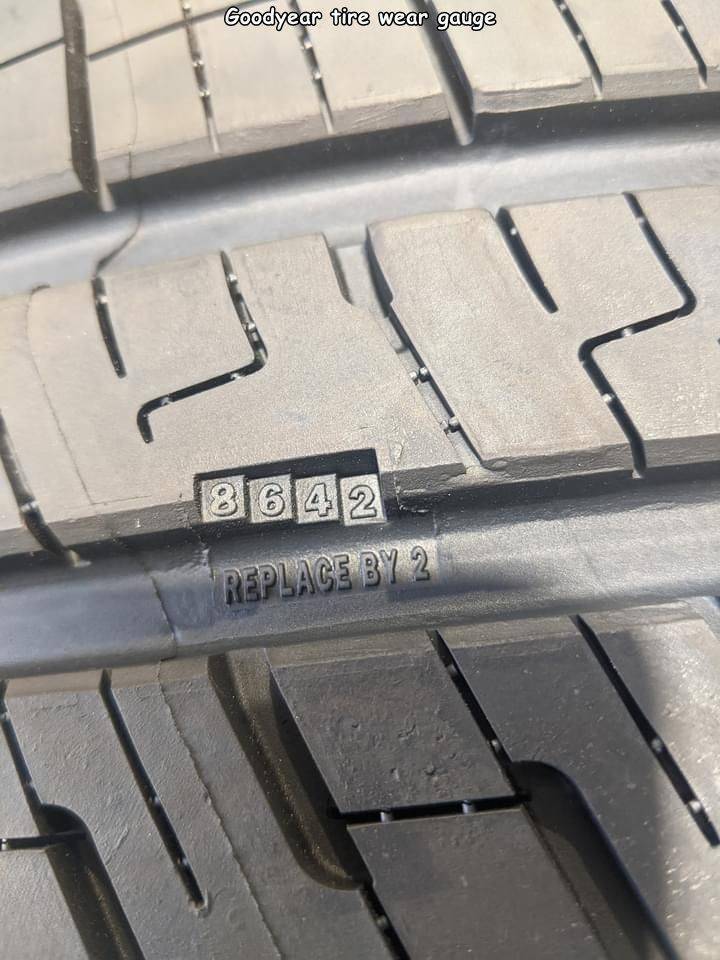 Goodyear tire wear gauge
8 6 4 2
REPLACE BY 2